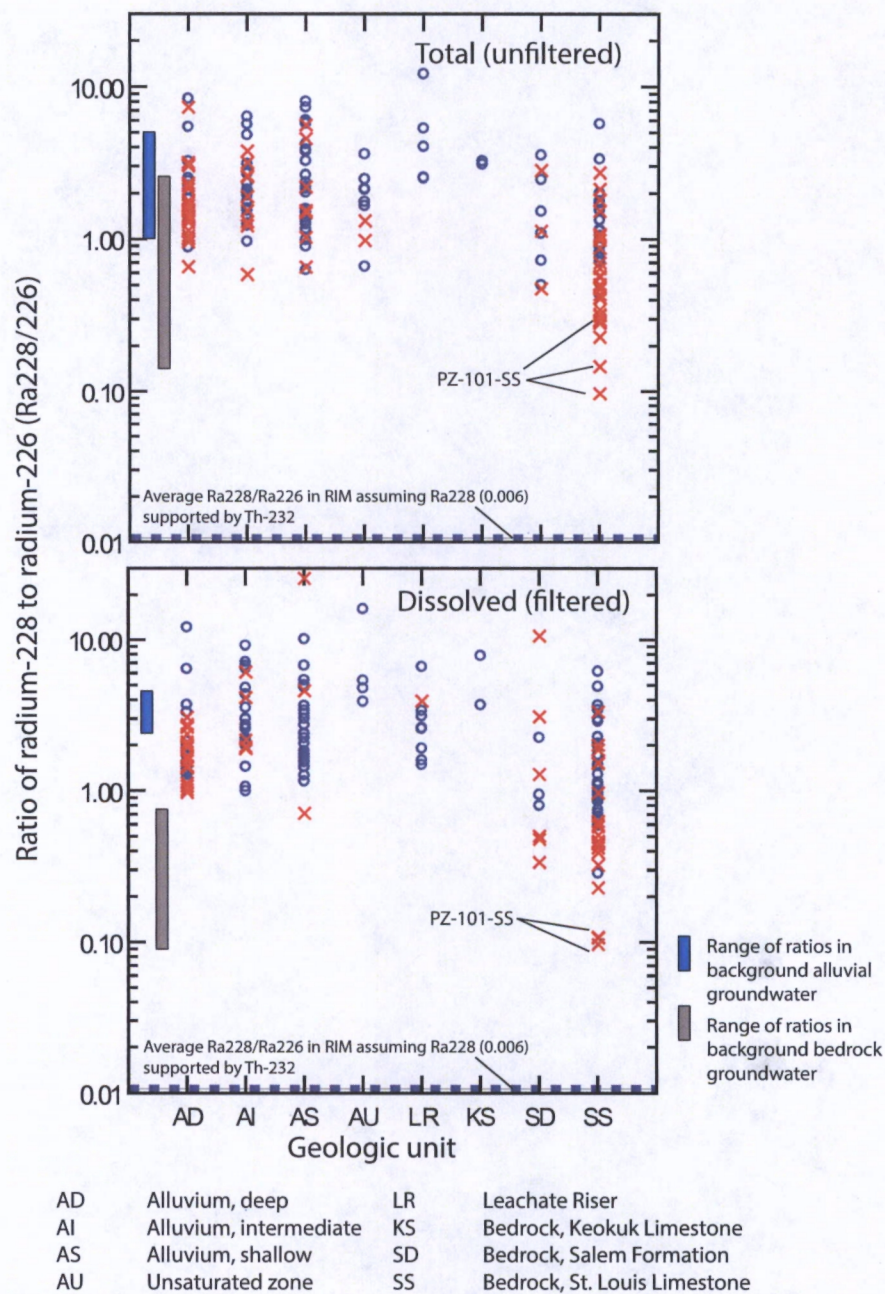 Total (unfiltered)
10.00
1.00
PZ-101-SS
0.10
Average Ra228/Ra226 in RIM assuming Ra228 (0.006)
supported by Th-232
0.01
Ratio of radium-228 to radium-226 (Ra228/226)
Dissolved (filtered)
10.00
1.00
PZ-101-SS
0.10
Average Ra228/Ra226 in RIM assuming Ra228 (0.006)
supported by Th-232
0.01
Range of ratios in
background alluvial
groundwater
Range of ratios in
background bedrock
groundwater
AD AI AS AU LR KS SD SS
Geologic unit
AD Alluvium, deep LR Leachate Riser
AI Alluvium, intermediate KS Bedrock, Keokuk Limestone
AS Alluvium, shallow SD Bedrock, Salem Formation
AU Unsaturated zone SS Bedrock, St. Louis Limestone